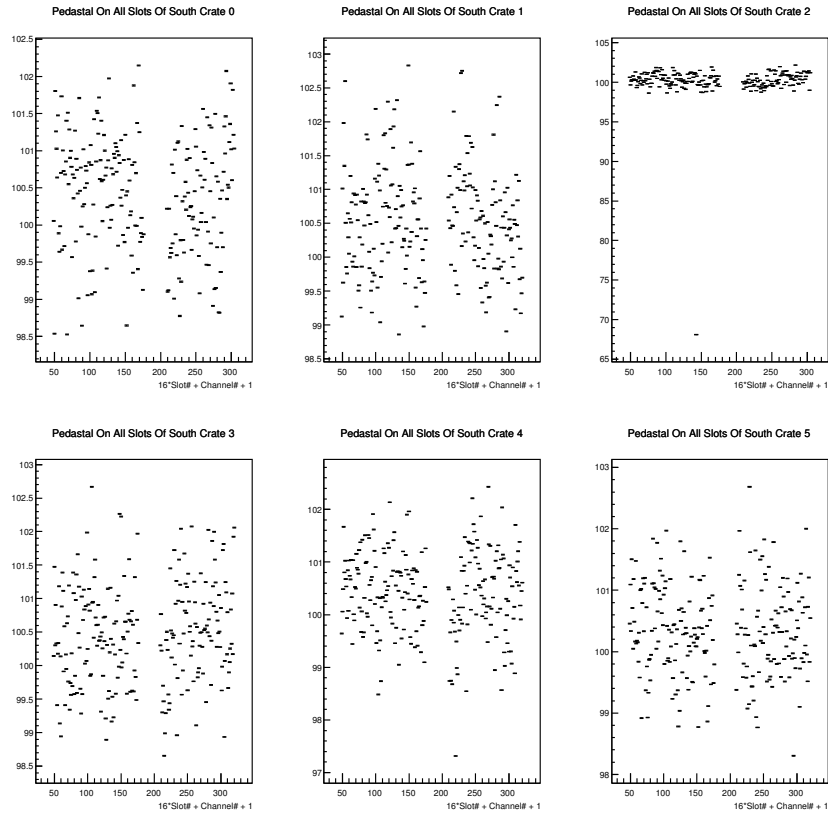 Pedastal On All Slots Of South Crate 0
102.5
102
101.5
101
100.5
100
99.5
99
98.5
50 100 150 200 250 300
16*Slot# + Channel# + 1
Pedastal On All Slots Of South Crate 1
103
102.5
102
101.5
101
100.5
100
99.5
99
98.5
50 100 150 200 250 300
16*Slot# + Channel# + 1
Pedastal On All Slots Of South Crate 2
105
100
95
90
85
80
75
70
65
50 100 150 200 250 300
16*Slot# + Channel# + 1
Pedastal On All Slots Of South Crate 3
103
102.5
102
101.5
101
100.5
100
99.5
99
98.5
50 100 150 200 250 300
16*Slot# + Channel# + 1
Pedastal On All Slots Of South Crate 4
102
101
100
99
98
97
50 100 150 200 250 300
16*Slot# + Channel# + 1
Pedastal On All Slots Of South Crate 5
103
102
101
100
99
98
50 100 150 200 250 300
16*Slot# + Channel# + 1